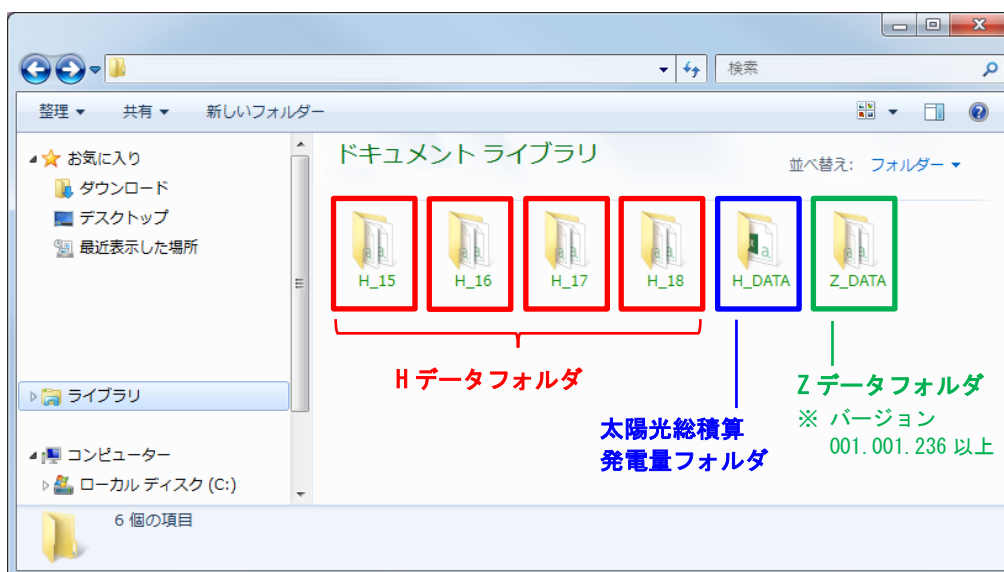 検索
整理 共有 新しいフォルダー
お気に入り
ダウンロード
デスクトップ
最近表示した場所
ライブラリ
コンピューター
ローカル ディスク (C:)
ドキュメント ライブラリ
並べ替え: フォルダー
H_15 H_16 H_17 H_18 H_DATA Z_DATA
Hデータフォルダ
太陽光総積算
発電量フォルダ
Zデータフォルダ
※ バージョン
001.001.236 以上
6 個の項目